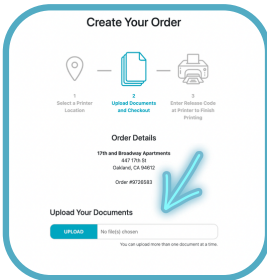 Create Your Order
1
Select a Printer
Location
2
Upload Documents
and Checkout
3
Enter Release Code
at Printer to Finish
Printing
Order Details
17th and Broadway Apartments
447 17th St
Oakland, CA 94612
Order #9726583
Upload Your Documents
UPLOAD No file(s) chosen
You can upload more than one document at a time.